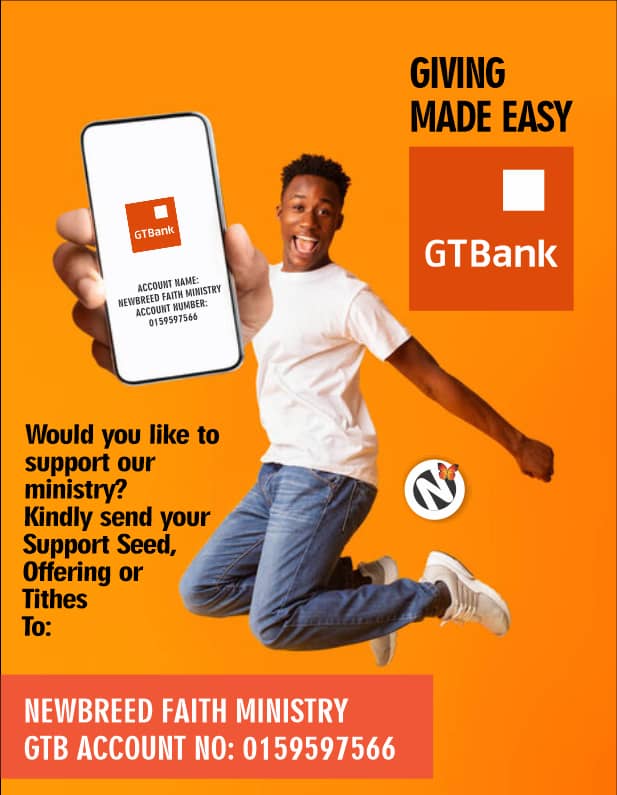 GIVING
MADE EASY
GTBank
GTBank
ACCOUNT NAME:
NEWBREED FAITH MINISTRY
ACCOUNT NUMBER:
0159597566
Would you like to
support our
ministry?
Kindly send your
Support Seed,
Offering or
Tithes
To:
N
NEWBREED FAITH MINISTRY
GTB ACCOUNT NO: 0159597566